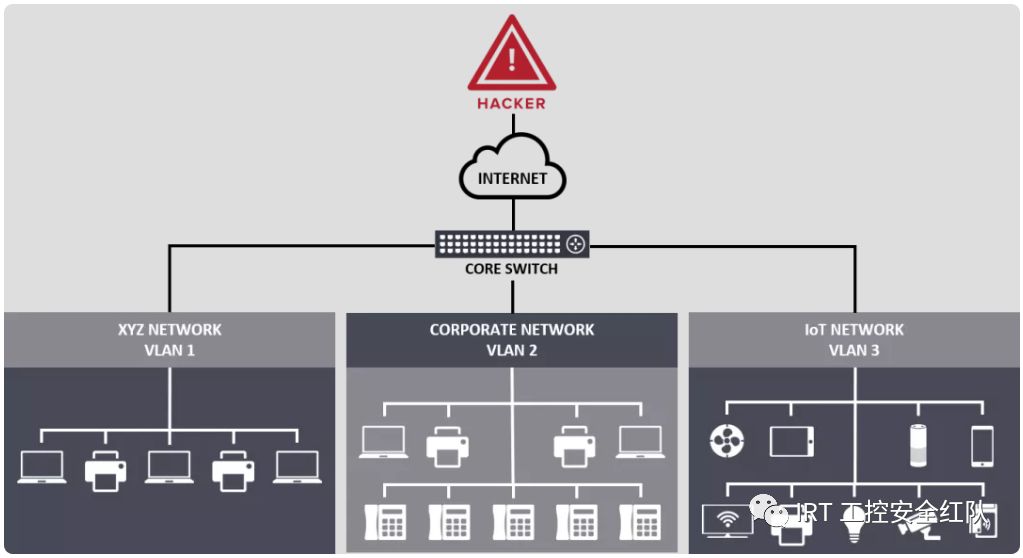 !
HACKER
INTERNET
CORE SWITCH
XYZ NETWORK
VLAN 1
CORPORATE NETWORK
VLAN 2
IoT NETWORK
VLAN 3
IRT 工控安全红队